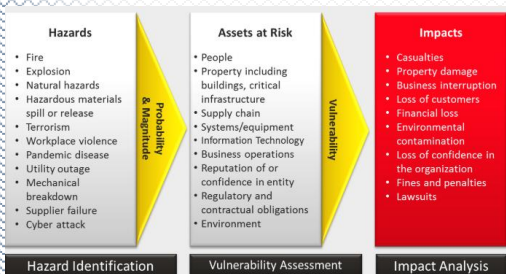 Hazards
• Fire
• Explosion
• Natural hazards
• Hazardous materials
spill or release
• Terrorism
• Workplace violence
• Pandemic disease
• Utility outage
• Mechanical
breakdown
• Supplier failure
• Cyber attack
Hazard Identification
Probability
& Magnitude
Assets at Risk
• People
• Property including
buildings, critical
infrastructure
• Supply chain
• Systems/equipment
• Information Technology
• Business operations
• Reputation of or
confidence in entity
• Regulatory and
contractual obligations
• Environment
Vulnerability Assessment
Vulnerability
Impacts
• Casualties
• Property damage
• Business interruption
• Loss of customers
• Financial loss
• Environmental
contamination
• Loss of confidence in
the organization
• Fines and penalties
• Lawsuits
Impact Analysis